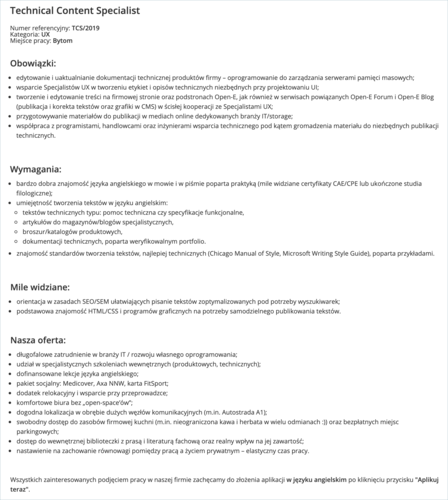 Technical Content Specialist
Numer referencyjny: TCS/2019
Kategoria: UX
Miejsce pracy: Bytom
Obowiązki:
edytowanie i uaktualnianie dokumentacji technicznej produktów firmy – oprogramowanie do zarządzania serwerami pamięci masowych;
wsparcie Specjalistów UX w tworzeniu etykiet i opisów technicznych niezbędnych przy projektowaniu UI;
tworzenie i edytowanie treści na firmowej stronie oraz podstronach Open-E, jak również w serwisach powiązanych Open-E Forum i Open-E Blog
(publikacja i korekta tekstów oraz grafiki w CMS) w ścisłej kooperacji ze Specjalistami UX;
przygotowywanie materiałów do publikacji w mediach online dedykowanych branży IT/storage;
współpraca z programistami, handlowcami oraz inżynierami wsparcia technicznego pod kątem gromadzenia materiału do niezbędnych publikacji
technicznych.
Wymagania:
bardzo dobra znajomość języka angielskiego w mowie i w piśmie poparta praktyką (mile widziane certyfikaty CAE/CPE lub ukończone studia
filologiczne);
umiejętność tworzenia tekstów w języku angielskim:
tekstów technicznych typu: pomoc techniczna czy specyfikacje funkcjonalne,
artykułów do magazynów/blogów specjalistycznych,
broszur/katalogów produktowych,
dokumentacji technicznych, poparta weryfikowalnym portfolio.
znajomość standardów tworzenia tekstów, najlepiej technicznych (Chicago Manual of Style, Microsoft Writing Style Guide), poparta przykładami.
Mile widziane:
orientacja w zasadach SEO/SEM ułatwiających pisanie tekstów zoptymalizowanych pod potrzeby wyszukiwarek;
podstawowa znajomość HTML/CSS i programów graficznych na potrzeby samodzielnego publikowania tekstów.
Nasza oferta:
długofalowe zatrudnienie w branży IT / rozwoju własnego oprogramowania;
udział w specjalistycznych szkoleniach wewnętrznych (produktowych, technicznych);
dofinansowane lekcje języka angielskiego;
pakiet socjalny: Medicover, Axa NNW, karta FitSport;
dodatek relokacyjny i wsparcie przy przeprowadzce;
komfortowe biura bez „open-space'ów”;
dogodna lokalizacja w obrębie dużych węzłów komunikacyjnych (m.in. Autostrada A1);
swobodny dostęp do zasobów firmowej kuchni (m.in. nieograniczona kawa i herbata w wielu odmianach :)) oraz bezpłatnych miejsc
parkingowych;
dostęp do wewnętrznej biblioteczki z prasą i literaturą fachową oraz realny wpływ na jej zawartość;
nastawienie na zachowanie równowagi pomiędzy pracą a życiem prywatnym – elastyczny czas pracy.
Wszystkich zainteresowanych podjęciem pracy w naszej firmie zachęcamy do złożenia aplikacji w języku angielskim po kliknięciu przycisku "Aplikuj
teraz".